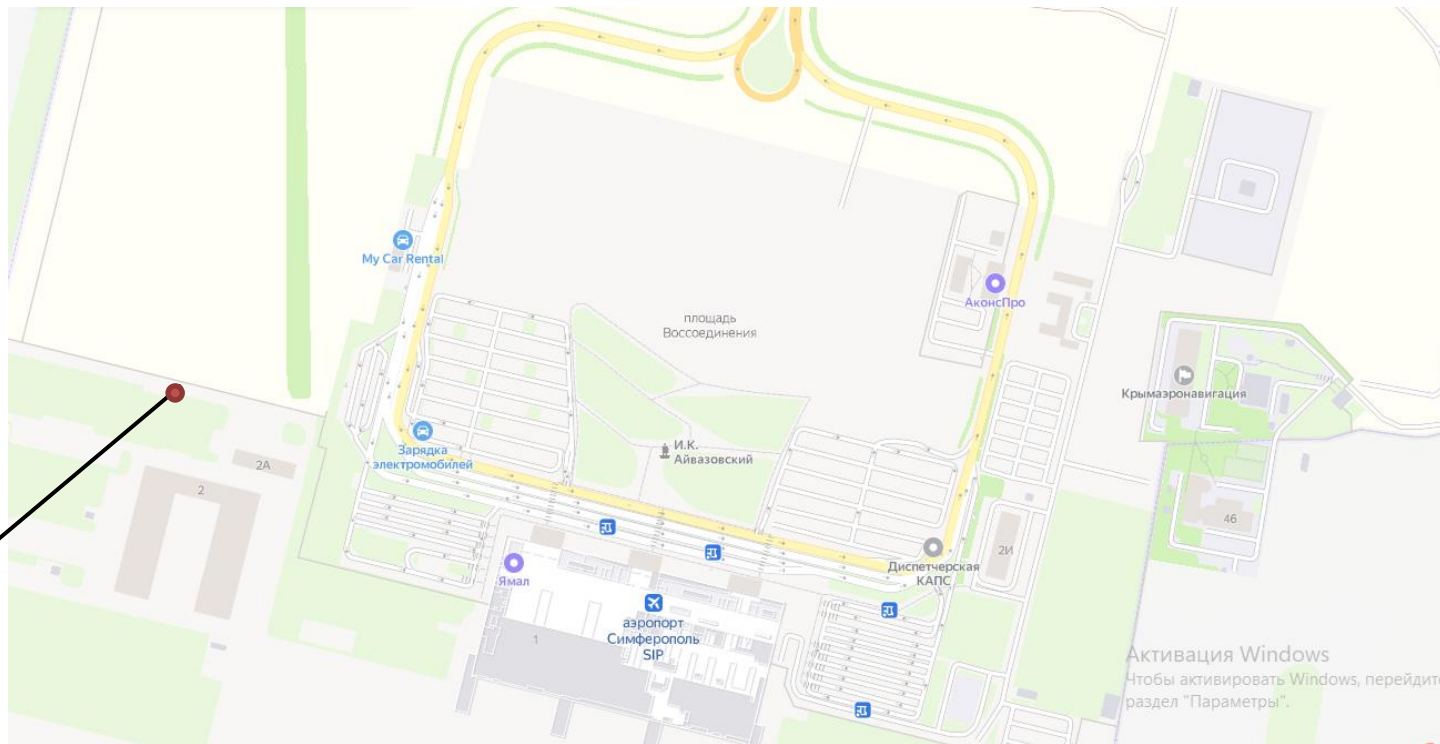 My Car Rental
АконсПро
площадь
Воссоединения
Крымаэронавигация
И.К.
Айвазовский
Зарядка
электромобилей
2А
2
46
2И
Диспетчерская
КАПС
Ямал
аэропорт
Симферополь
SIP
1
Активация Windows
Чтобы активировать Windows, перейдите
раздел "Параметры".